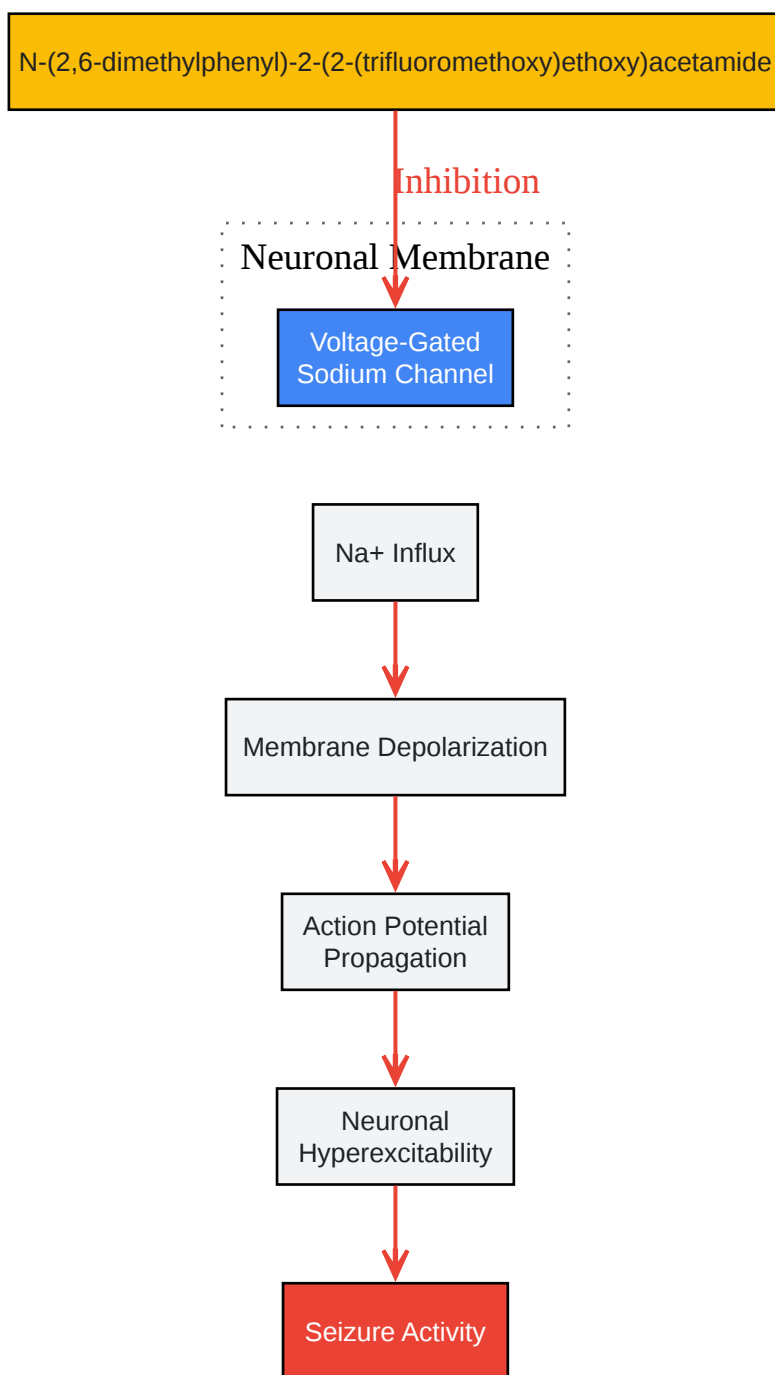 N-(2,6-dimethylphenyl)-2-(2-(trifluoromethoxy)ethoxy)acetamide
Inhibition
Neuronal Membrane
Voltage-Gated
Sodium Channel
Na+ Influx
Membrane Depolarization
Action Potential
Propagation
Neuronal
Hyperexcitability
Seizure Activity